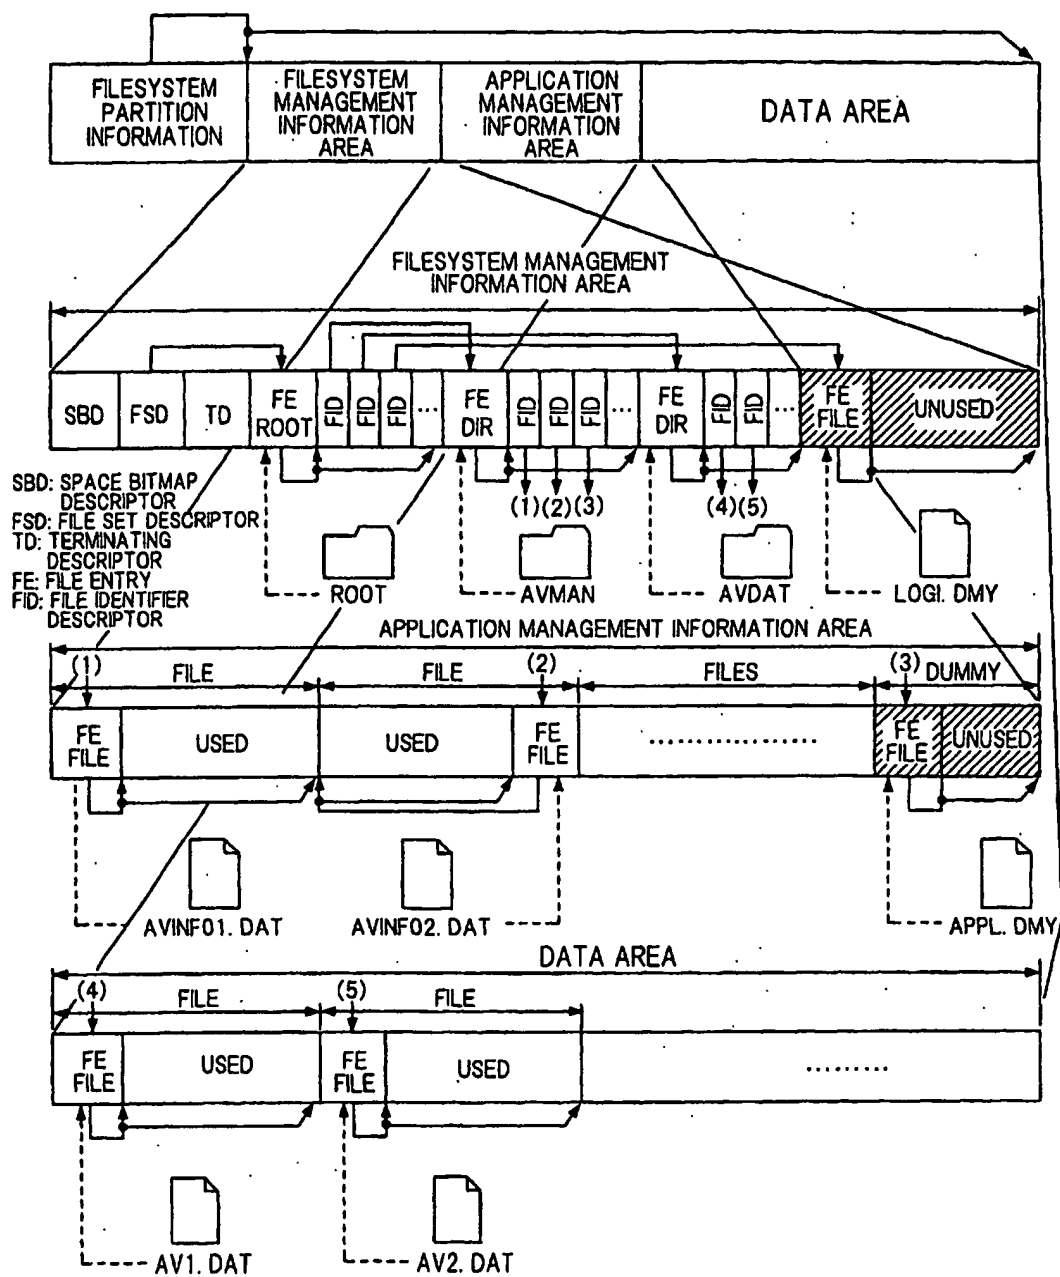 FILESYSTEM
PARTITION
INFORMATION
FILESYSTEM
MANAGEMENT
INFORMATION
AREA
APPLICATION
MANAGEMENT
INFORMATION
AREA
DATA AREA
FILESYSTEM MANAGEMENT
INFORMATION AREA
SBD
FSD
TD
FE
ROOT
FID
FID
FID
...
FE
DIR
FID
FID
FID
...
FE
DIR
FID
FID
...
FE
FILE
UNUSED
(1)(2)(3)
(4)(5)
SBD: SPACE BITMAP
DESCRIPTOR
FSD: FILE SET DESCRIPTOR
TD: TERMINATING
DESCRIPTOR
FE: FILE ENTRY
FID: FILE IDENTIFIER
DESCRIPTOR
ROOT
AVMAN
AVDAT
LOGI. DMY
APPLICATION MANAGEMENT INFORMATION AREA
(1)
FILE
FILE
(2)
FILES
(3)
DUMMY
FE
FILE
USED
USED
FE
FILE
..................
FE
FILE
UNUSED
AVINF01. DAT
AVINF02. DAT
APPL. DMY
DATA AREA
(4)
FILE
(5)
FILE
FE
FILE
USED
FE
FILE
USED
.........
AV1. DAT
AV2. DAT